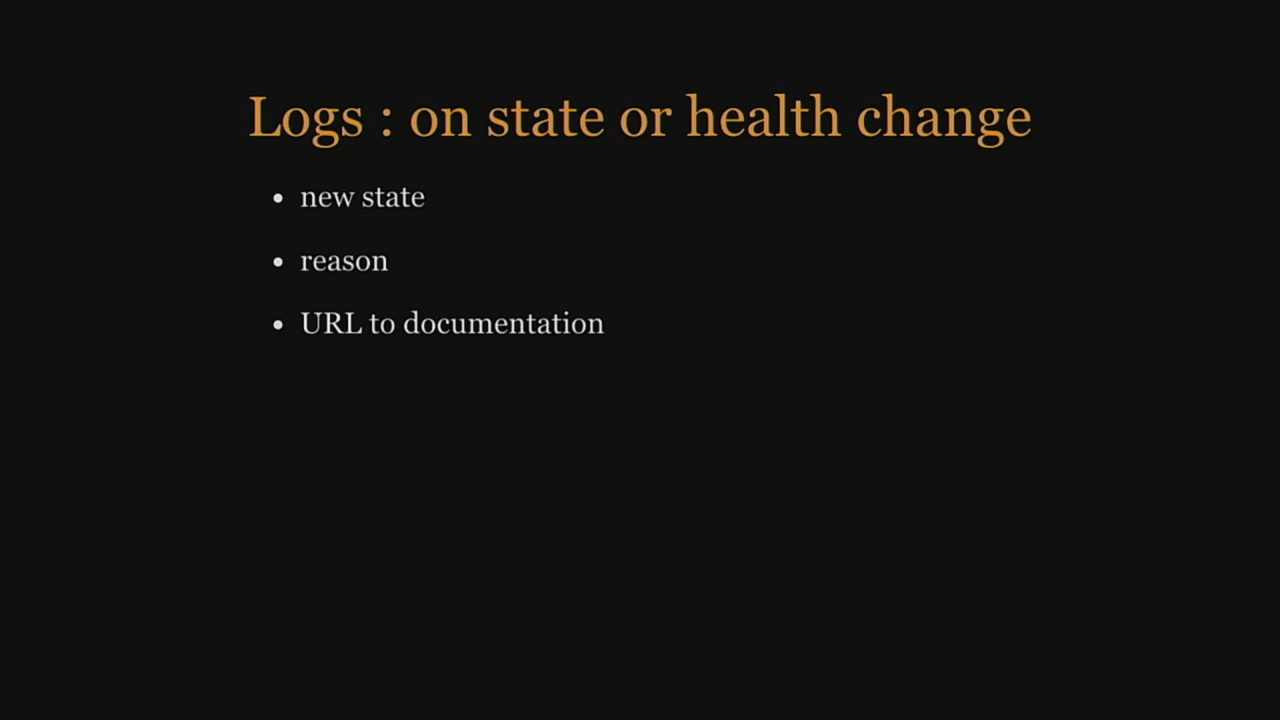 Logs : on state or health change
• new state
• reason
• URL to documentation